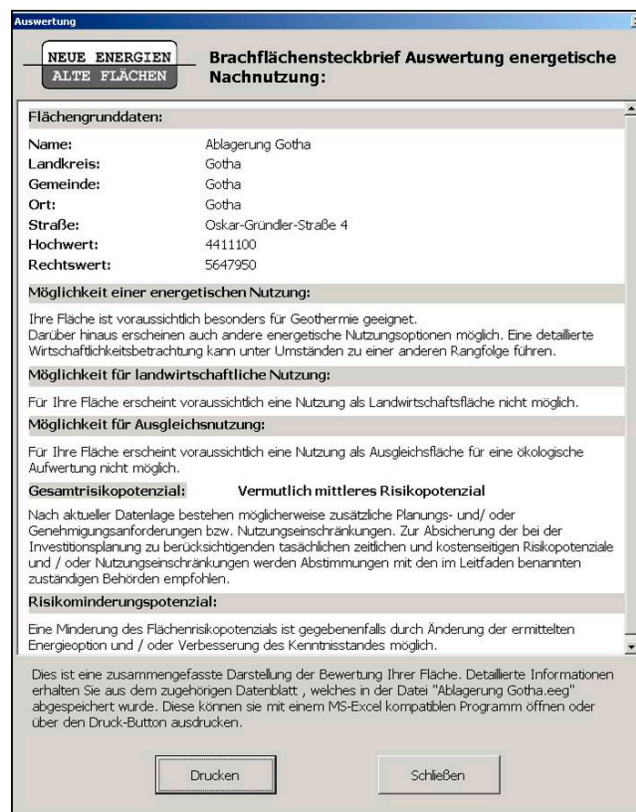 Auswertung
NEUE ENERGIEN
ALTE FLÄCHEN
Brachflächensteckbrief Auswertung energetische
Nachnutzung:
Flächengrunddaten:
Name: Ablagerung Gotha
Landkreis: Gotha
Gemeinde: Gotha
Ort: Gotha
Straße: Oskar-Gründler-Straße 4
Hochwert: 4411100
Rechtswert: 5647950
Möglichkeit einer energetischen Nutzung:
Ihre Fläche ist voraussichtlich besonders für Geothermie geeignet.
Darüber hinaus erscheinen auch andere energetische Nutzungsoptionen möglich. Eine detaillierte
Wirtschaftlichkeitsbetrachtung kann unter Umständen zu einer anderen Rangfolge führen.
Möglichkeit für landwirtschaftliche Nutzung:
Für Ihre Fläche erscheint voraussichtlich eine Nutzung als Landwirtschaftsfläche nicht möglich.
Möglichkeit für Ausgleichsnutzung:
Für Ihre Fläche erscheint voraussichtlich eine Nutzung als Ausgleichsfläche für eine ökologische
Aufwertung nicht möglich.
Gesamtrisikopotenzial: Vermutlich mittleres Risikopotenzial
Nach aktueller Datenlage bestehen möglicherweise zusätzliche Planungs- und/ oder
Genehmigungsanforderungen bzw. Nutzungseinschränkungen. Zur Absicherung der bei der
Investitionsplanung zu berücksichtigenden tasächlichen zeitlichen und kostenseitigen Risikopotenziale
und / oder Nutzungseinschränkungen werden Abstimmungen mit den im Leitfaden benannten
zuständigen Behörden empfohlen.
Risikominderungspotenzial:
Eine Minderung des Flächenrisikopotenzials ist gegebenenfalls durch Änderung der ermittelten
Energieoption und / oder Verbesserung des Kenntnisstandes möglich.
Dies ist eine zusammengefasste Darstellung der Bewertung Ihrer Fläche. Detaillierte Informationen
erhalten Sie aus dem zugehörigen Datenblatt , welches in der Datei "Ablagerung Gotha.eeg"
abgespeichert wurde. Diese können sie mit einem MS-Excel kompatiblen Programm öffnen oder
über den Druck-Button ausdrucken.
Drucken
Schließen